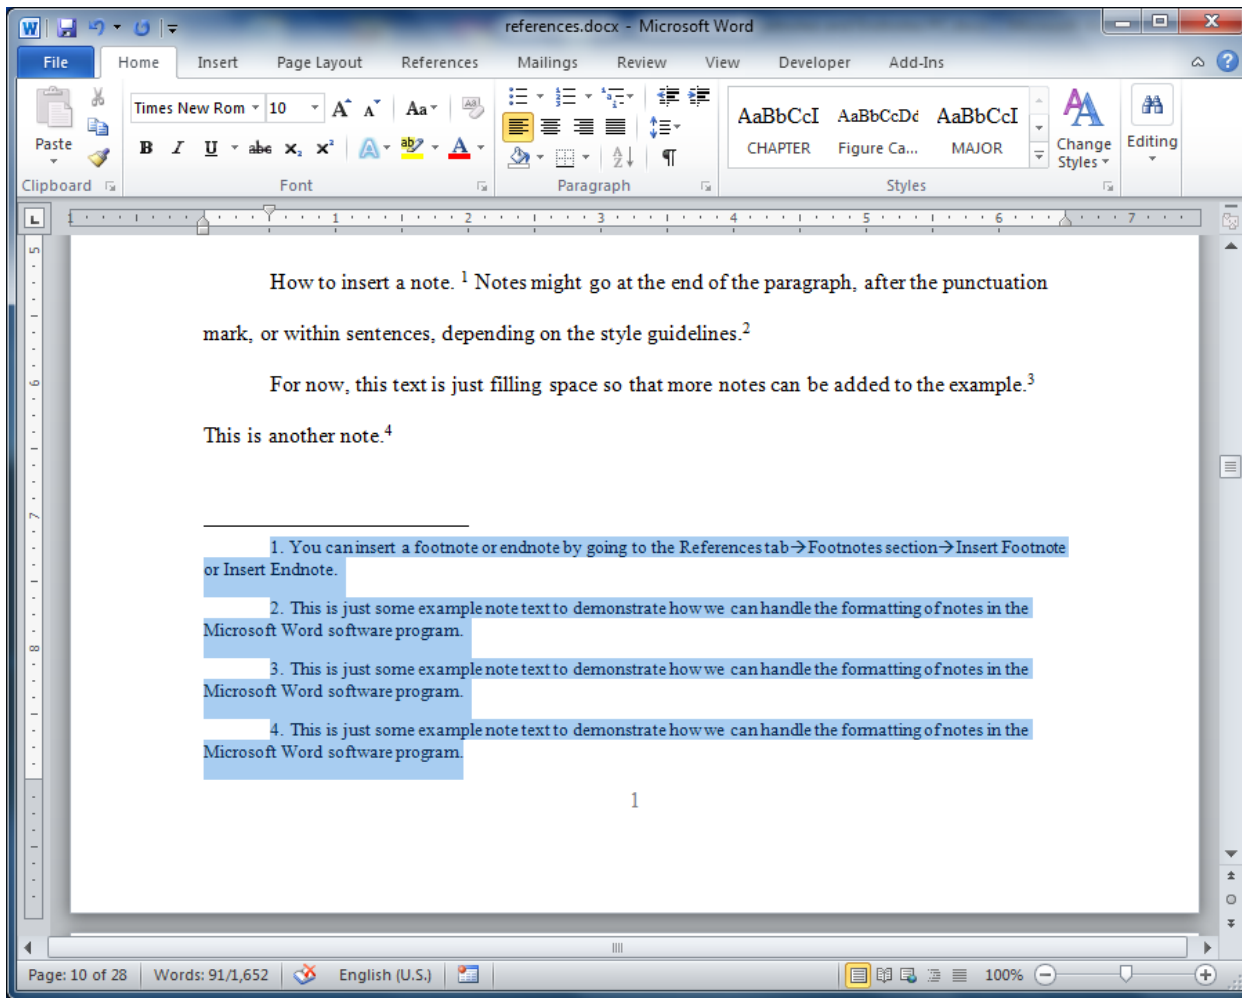 references.docx - Microsoft Word
File Home Insert Page Layout References Mailings Review View Developer Add-Ins
Times New Rom 10
Paste
AaBbCcI AaBbCcDd AaBbCcI
CHAPTER Figure Ca... MAJOR
Change Styles
Editing
Clipboard Font Paragraph Styles
1 1 2 3 4 5 6 7
How to insert a note. 1 Notes might go at the end of the paragraph, after the punctuation
mark, or within sentences, depending on the style guidelines.2
For now, this text is just filling space so that more notes can be added to the example.3
This is another note.4
1. You can insert a footnote or endnote by going to the References tab→Footnotes section→Insert Footnote
or Insert Endnote.
2. This is just some example note text to demonstrate how we can handle the formatting of notes in the
Microsoft Word software program.
3. This is just some example note text to demonstrate how we can handle the formatting of notes in the
Microsoft Word software program.
4. This is just some example note text to demonstrate how we can handle the formatting of notes in the
Microsoft Word software program.
1
Page: 10 of 28 Words: 91/1,652 English (U.S.) 100%